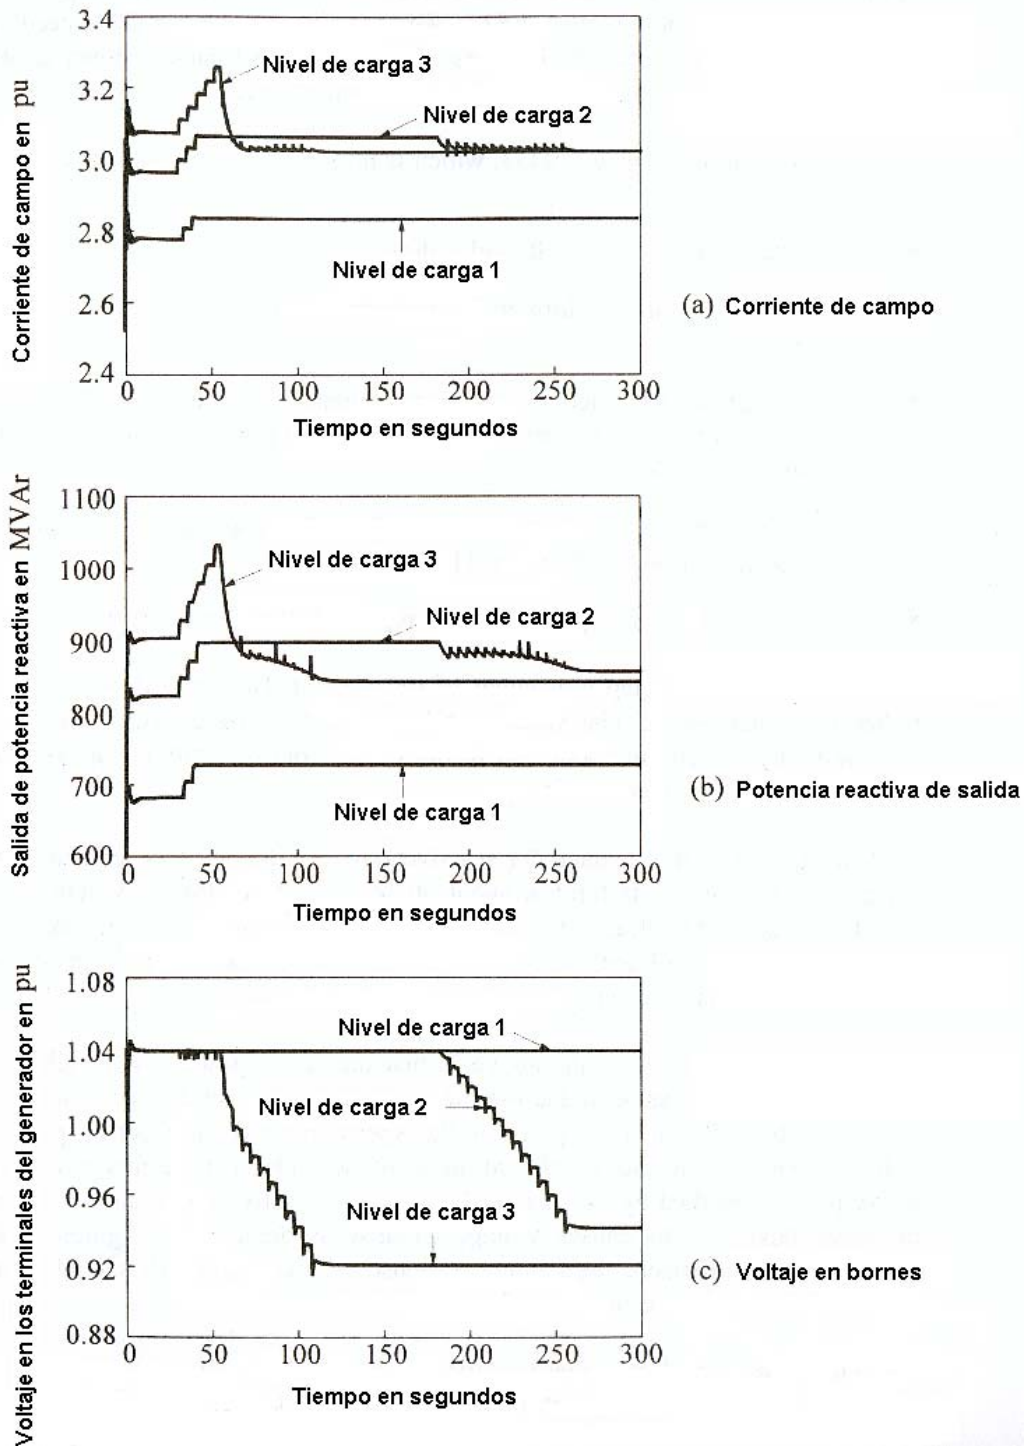 Corriente de campo en pu
3.4
3.2
3.0
2.8
2.6
2.4
Nivel de carga 3
Nivel de carga 2
Nivel de carga 1
0 50 100 150 200 250 300
Tiempo en segundos
(a) Corriente de campo
Salida de potencia reactiva en MVAr
1100
1000
900
800
700
600
Nivel de carga 3
Nivel de carga 2
Nivel de carga 1
0 50 100 150 200 250 300
Tiempo en segundos
(b) Potencia reactiva de salida
Voltaje en los terminales del generador en pu
1.08
1.04
1.00
0.96
0.92
0.88
Nivel de carga 1
Nivel de carga 2
Nivel de carga 3
0 50 100 150 200 250 300
Tiempo en segundos
(c) Voltaje en bornes